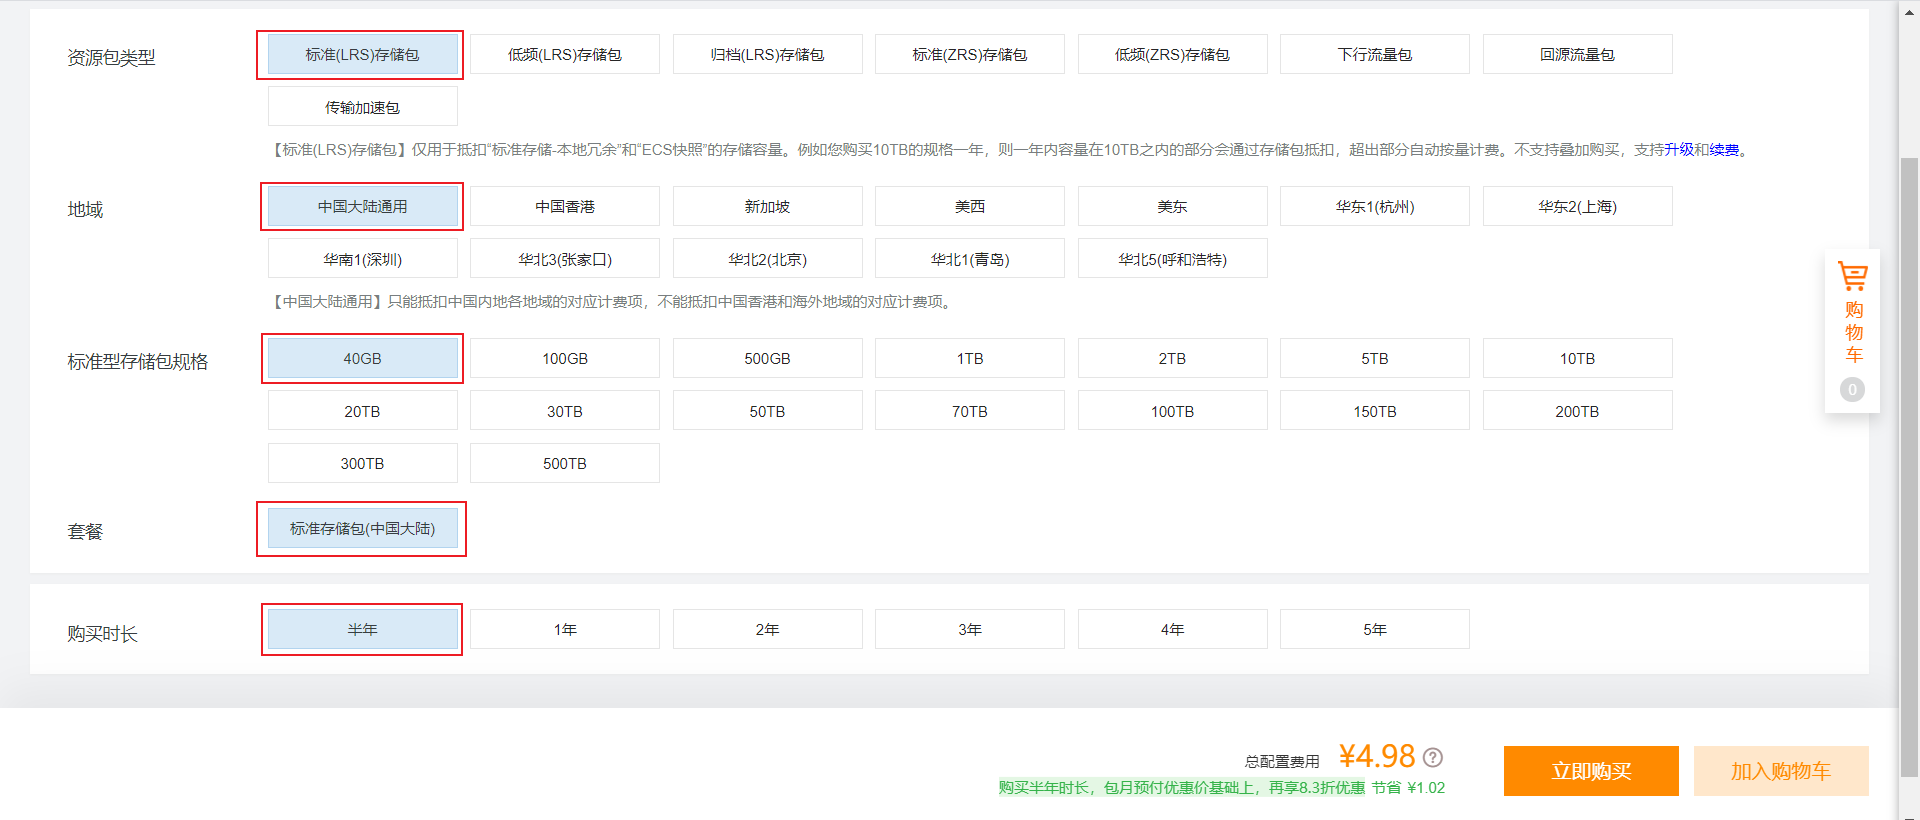 资源包类型
标准(LRS)存储包 低频(LRS)存储包 归档(LRS)存储包 标准(ZRS)存储包 低频(ZRS)存储包 下行流量包 回源流量包
传输加速包
【标准(LRS)存储包】仅用于抵扣“标准存储-本地冗余”和“ECS快照”的存储容量。例如您购买10TB的规格一年，则一年内容量在10TB之内的部分会通过存储包抵扣，超出部分自动按量计费。不支持叠加购买，支持升级和续费。
地域
中国大陆通用 中国香港 新加坡 美西 美东 华东1(杭州) 华东2(上海)
华南1(深圳) 华北3(张家口) 华北2(北京) 华北1(青岛) 华北5(呼和浩特)
【中国大陆通用】只能抵扣中国内地各地域的对应计费项，不能抵扣中国香港和海外地域的对应计费项。
标准型存储包规格
40GB 100GB 500GB 1TB 2TB 5TB 10TB
20TB 30TB 50TB 70TB 100TB 150TB 200TB
300TB 500TB
套餐
标准存储包(中国大陆)
购买时长
半年 1年 2年 3年 4年 5年
购物车
0
总配置费用 ¥4.98 ?
购买半年时长，包月预付优惠价基础上，再享8.3折优惠 节省 ¥1.02
立即购买
加入购物车